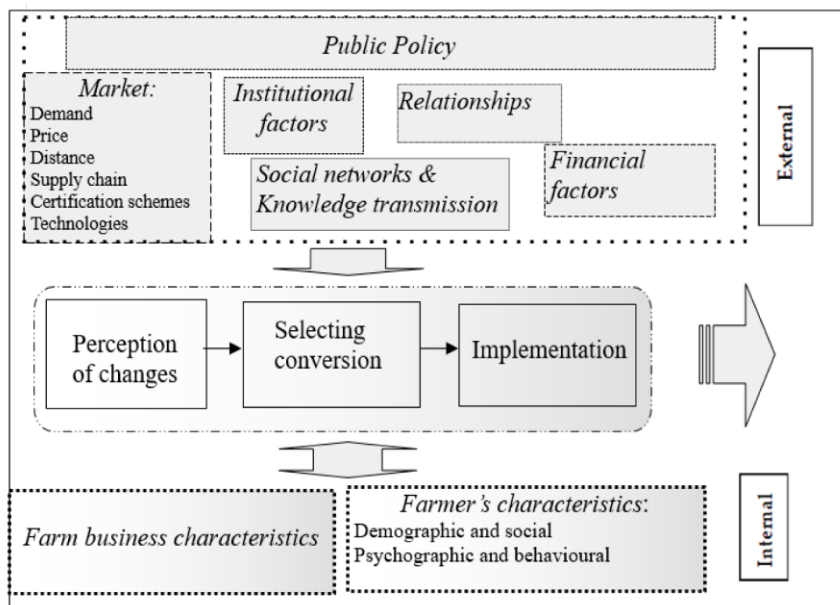 Public Policy
Market:
Demand
Price
Distance
Supply chain
Certification schemes
Technologies
Institutional
factors
Relationships
Social networks &
Knowledge transmission
Financial
factors
External
Perception
of changes
Selecting
conversion
Implementation
Farm business characteristics
Farmer's characteristics:
Demographic and social
Psychographic and behavioural
Internal